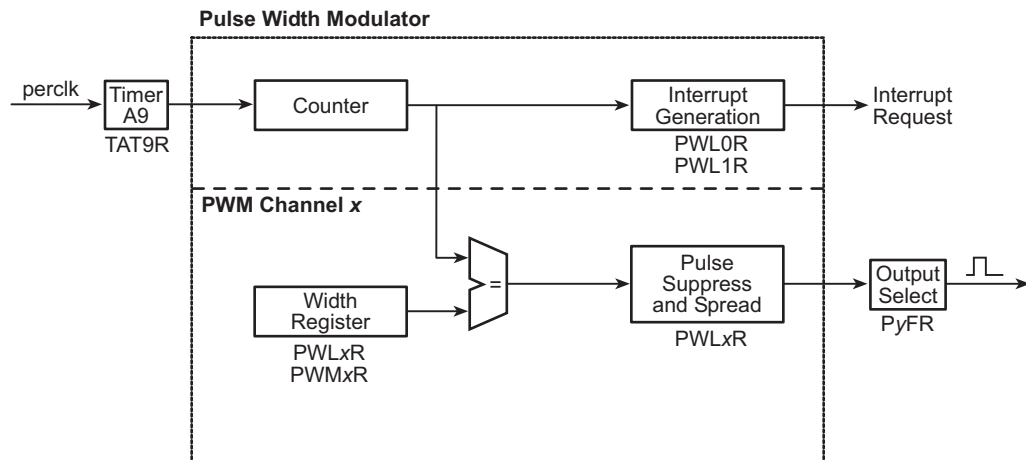 Pulse Width Modulator
perclk
Timer
A9
TAT9R
Counter
Interrupt
Generation
PWL0R
PWL1R
Interrupt
Request
PWM Channel x
Width
Register
PWLxR
PWMxR
=
Pulse
Suppress
and Spread
PWLxR
Output
Select
PyFR